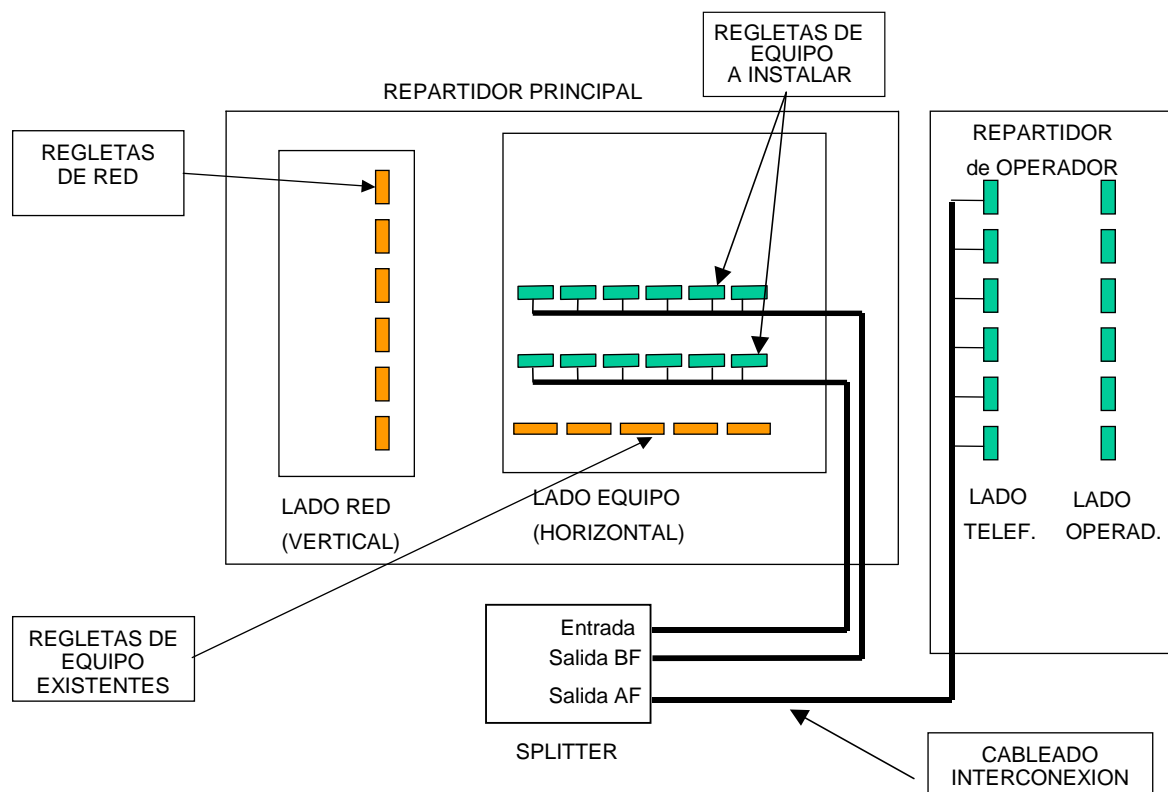 REGLETAS DE
EQUIPO
A INSTALAR
REPARTIDOR PRINCIPAL
REGLETAS
DE RED
REPARTIDOR
de OPERADOR
LADO RED
(VERTICAL)
LADO EQUIPO
(HORIZONTAL)
LADO
TELEF.
LADO
OPERAD.
REGLETAS DE
EQUIPO
EXISTENTES
Entrada
Salida BF
Salida AF
SPLITTER
CABLEADO
INTERCONEXION